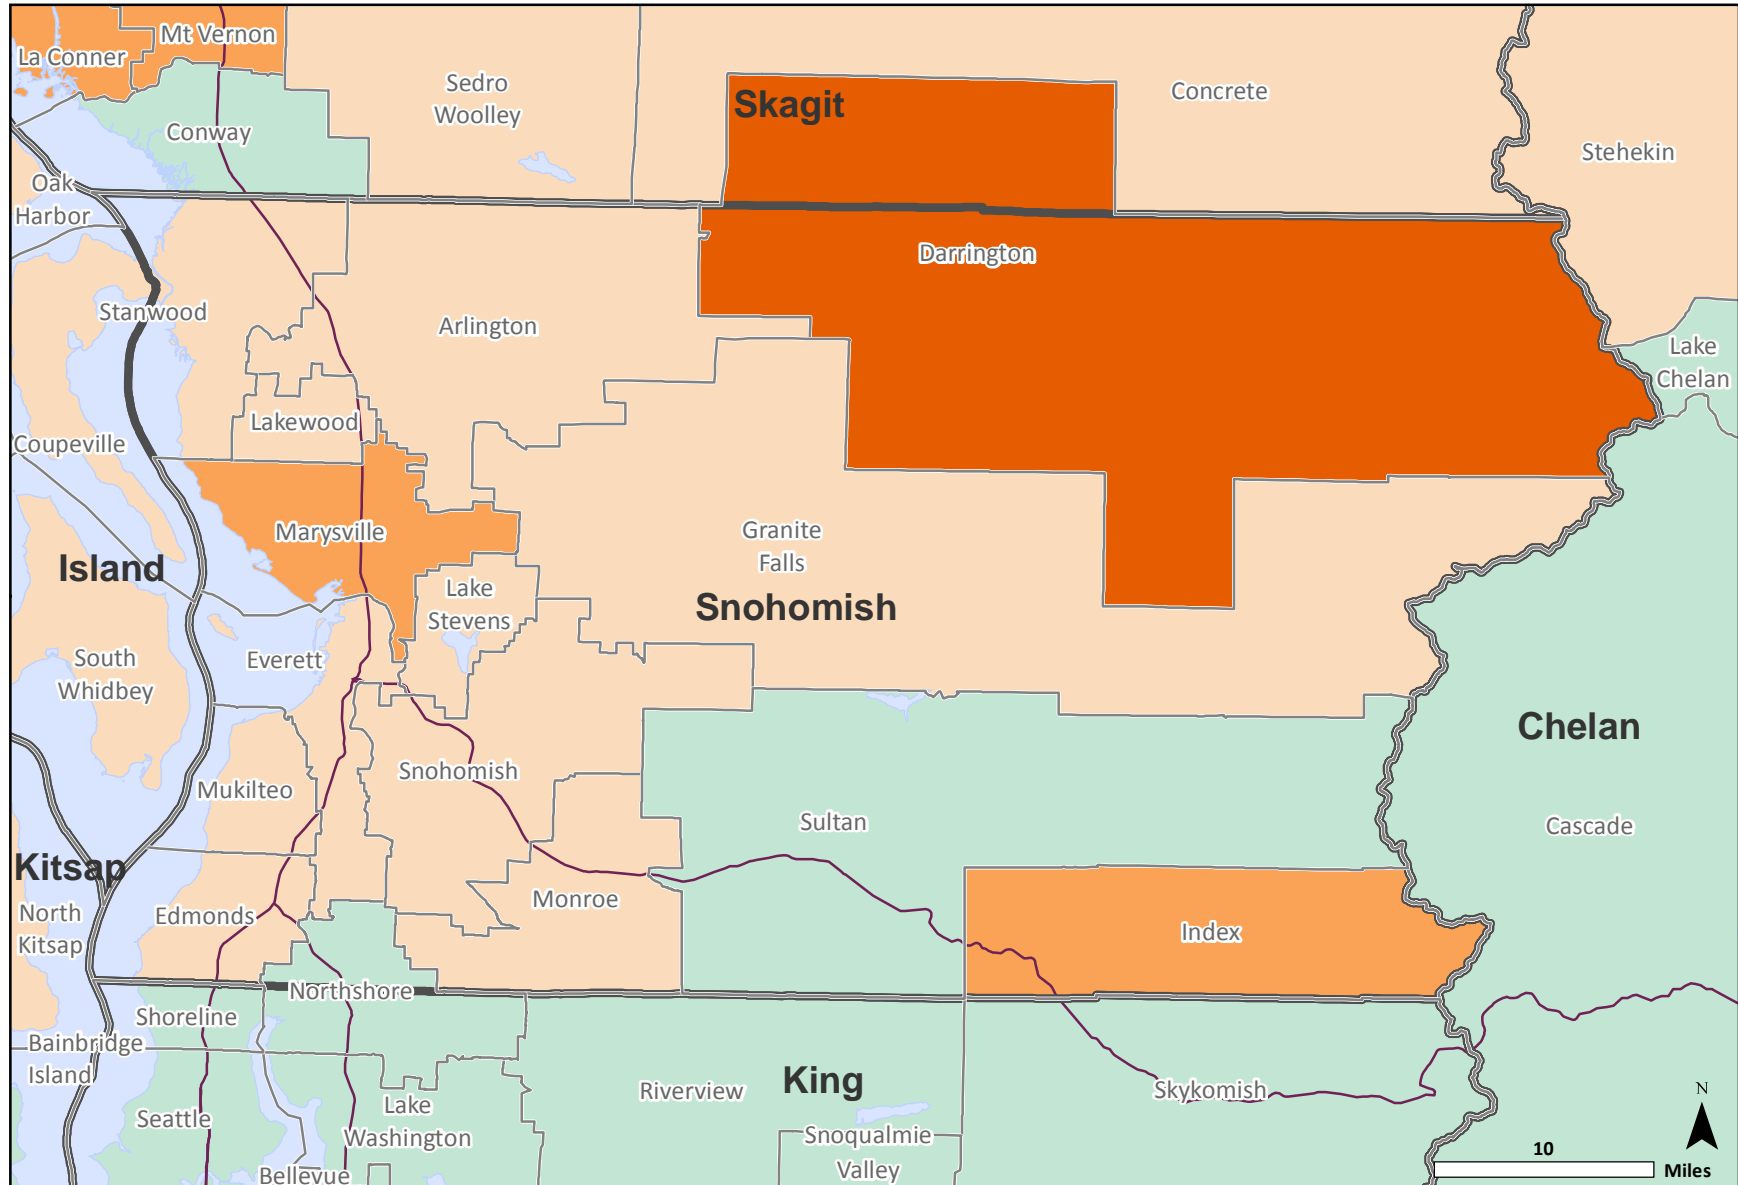 Mt Vernon
La Conner
Sedro
Woolley
Skagit
Concrete
Conway
Stehekin
Oak
Harbor
Darrington
Stanwood
Arlington
Lake
Chelan
Lakewood
Coupeville
Marysville
Granite
Falls
Island
Lake
Stevens
Snohomish
South
Whidbey
Everett
Chelan
Snohomish
Mukilteo
Sultan
Cascade
Kitsap
North
Kitsap
Edmonds
Monroe
Index
Northshore
Shoreline
Bainbridge
Island
Riverview
King
Skykomish
N
Seattle
Lake
Washington
Snoqualmie
Valley
Bellevue
10
Miles